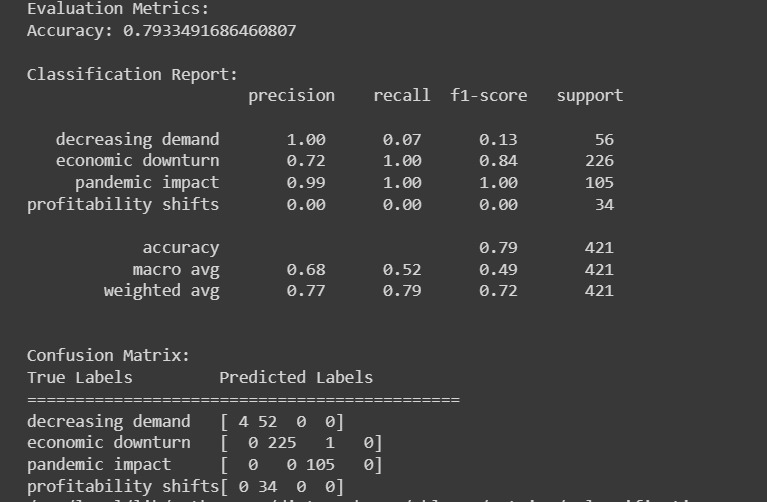 Evaluation Metrics:
Accuracy: 0.7933491686460807
Classification Report:
precision recall f1-score support
decreasing demand 1.00 0.07 0.13 56
economic downturn 0.72 1.00 0.84 226
pandemic impact 0.99 1.00 1.00 105
profitability shifts 0.00 0.00 0.00 34
accuracy 0.79 421
macro avg 0.68 0.52 0.49 421
weighted avg 0.77 0.79 0.72 421
Confusion Matrix:
True Labels Predicted Labels
=============================================
decreasing demand [ 4 52 0 0]
economic downturn [ 0 225 1 0]
pandemic impact [ 0 0 105 0]
profitability shifts[ 0 34 0 0]